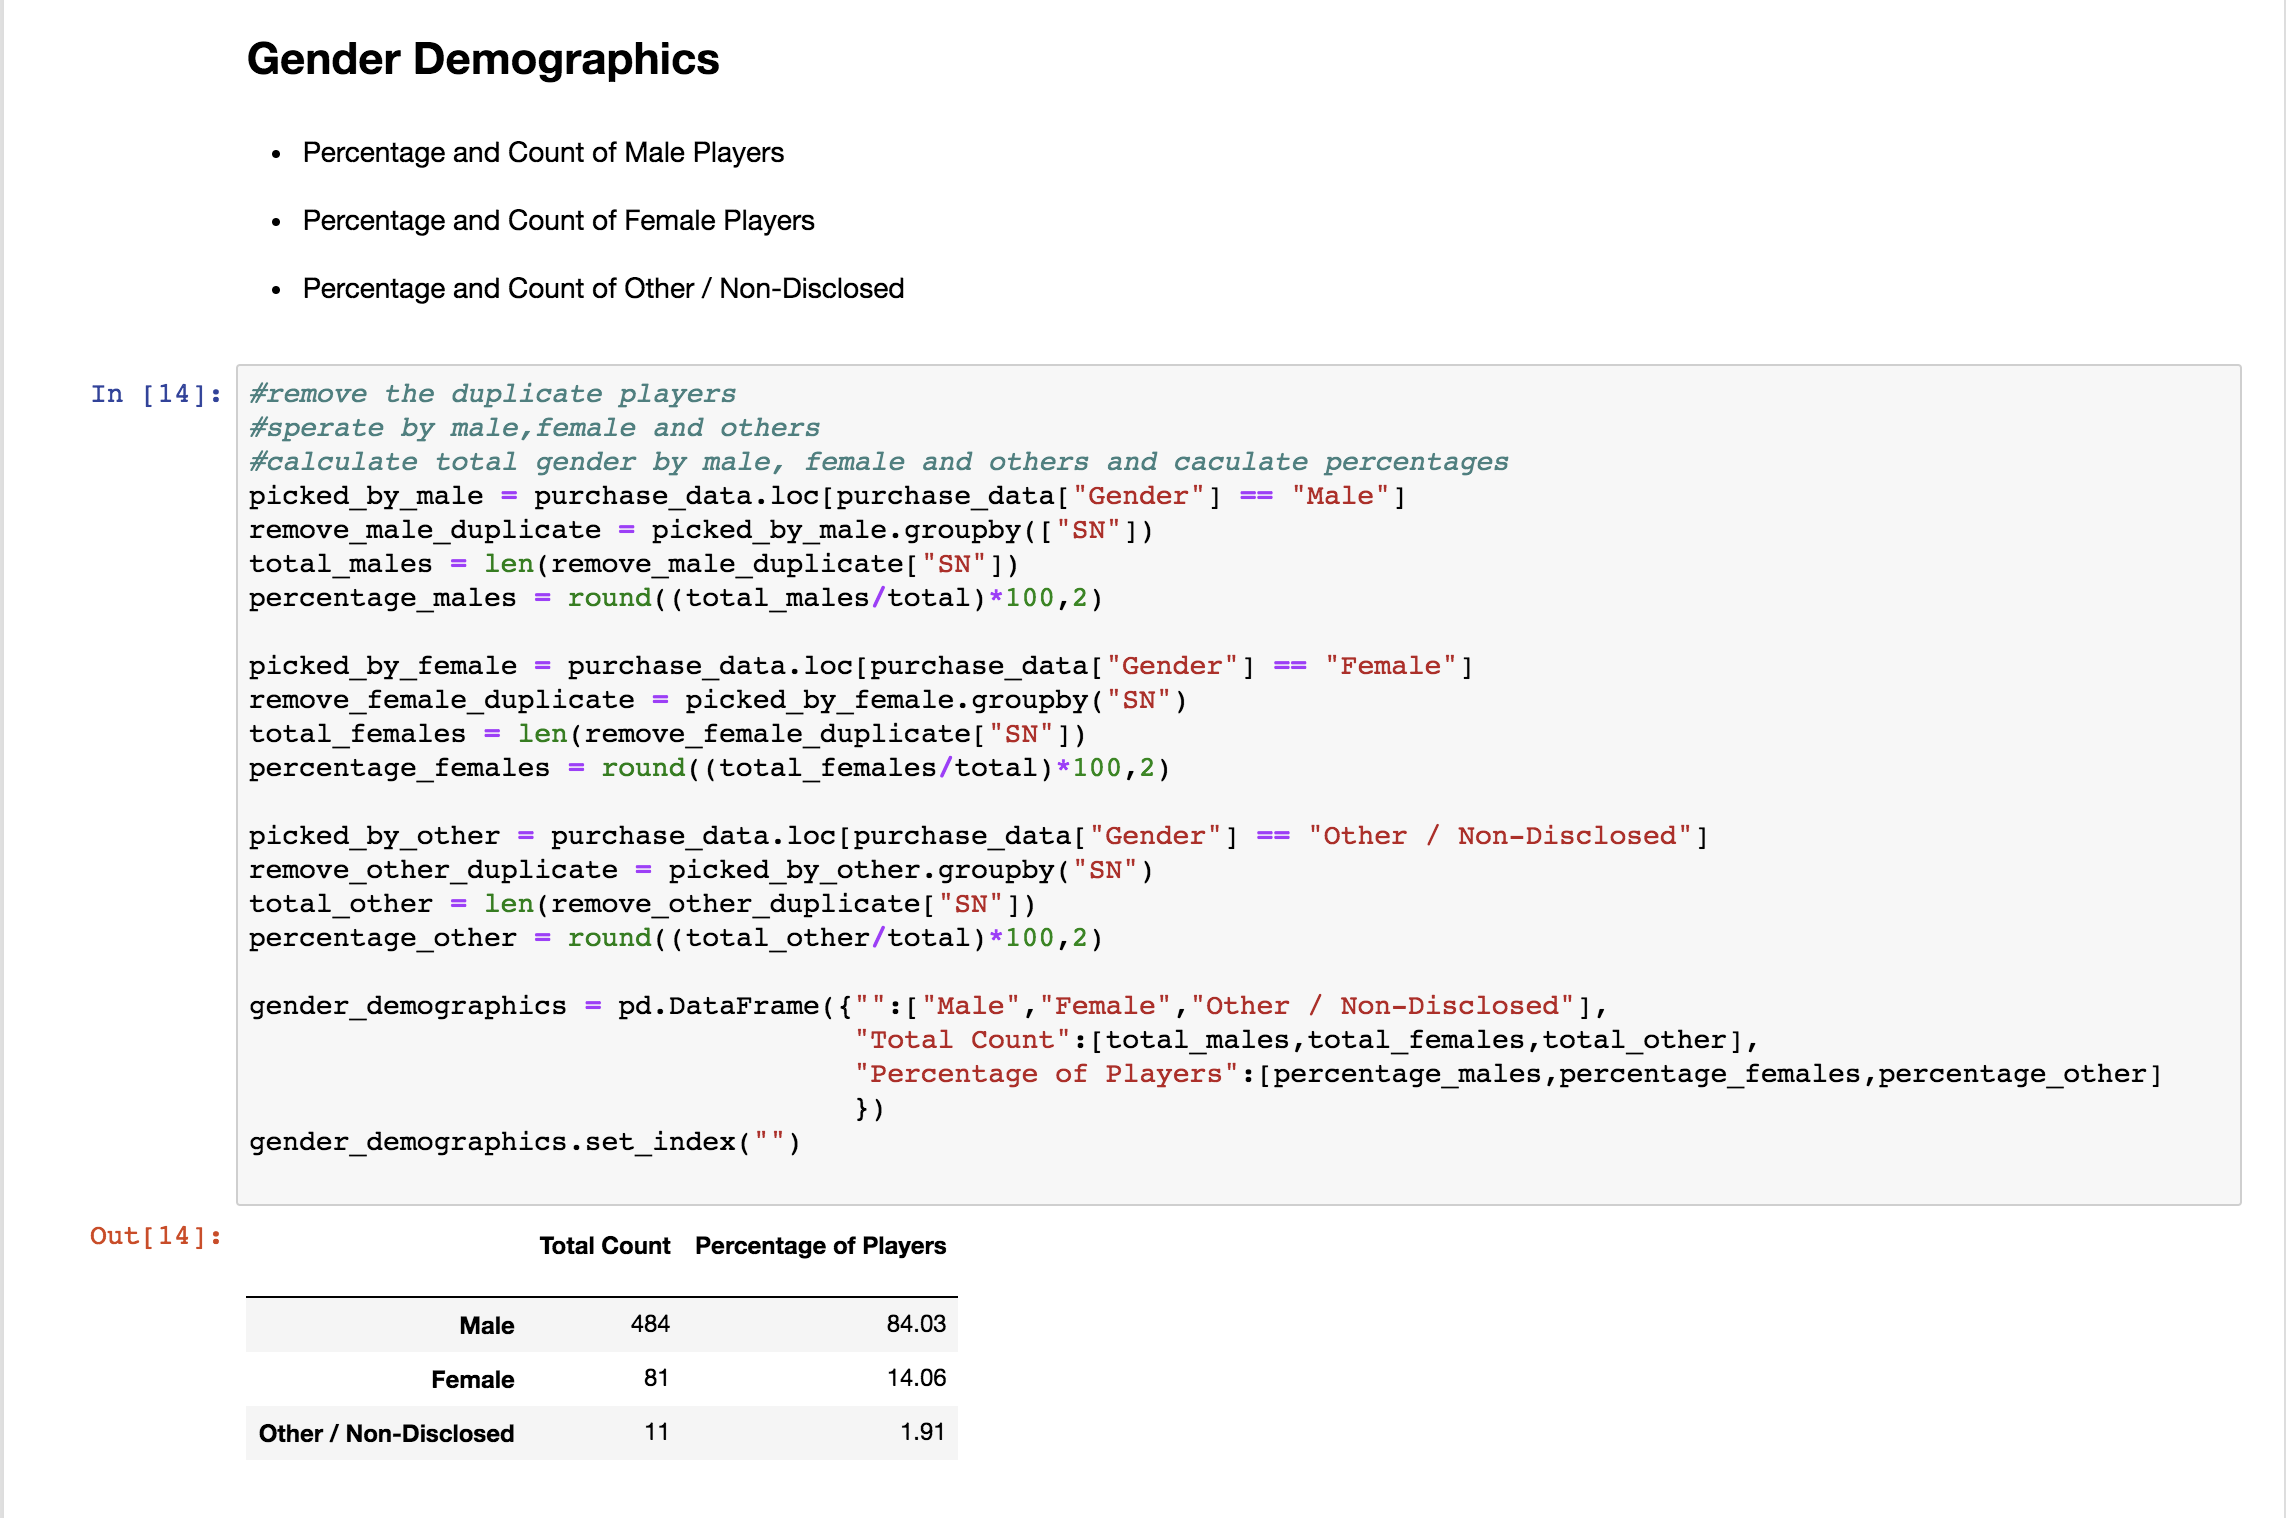 Gender Demographics
• Percentage and Count of Male Players
• Percentage and Count of Female Players
• Percentage and Count of Other / Non-Disclosed
In [14]:
#remove the duplicate players
#sperate by male,female and others
#calculate total gender by male, female and others and caculate percentages
picked_by_male = purchase_data.loc[purchase_data["Gender"] == "Male"]
remove_male_duplicate = picked_by_male.groupby(["SN"])
total_males = len(remove_male_duplicate["SN"])
percentage_males = round((total_males/total)*100,2)
picked_by_female = purchase_data.loc[purchase_data["Gender"] == "Female"]
remove_female_duplicate = picked_by_female.groupby("SN")
total_females = len(remove_female_duplicate["SN"])
percentage_females = round((total_females/total)*100,2)
picked_by_other = purchase_data.loc[purchase_data["Gender"] == "Other / Non-Disclosed"]
remove_other_duplicate = picked_by_other.groupby("SN")
total_other = len(remove_other_duplicate["SN"])
percentage_other = round((total_other/total)*100,2)
gender_demographics = pd.DataFrame({"":["Male","Female","Other / Non-Disclosed"],
"Total Count":[total_males,total_females,total_other],
"Percentage of Players":[percentage_males,percentage_females,percentage_other]
})
gender_demographics.set_index("")
Out[14]:
Total Count Percentage of Players
Male 484 84.03
Female 81 14.06
Other / Non-Disclosed 11 1.91